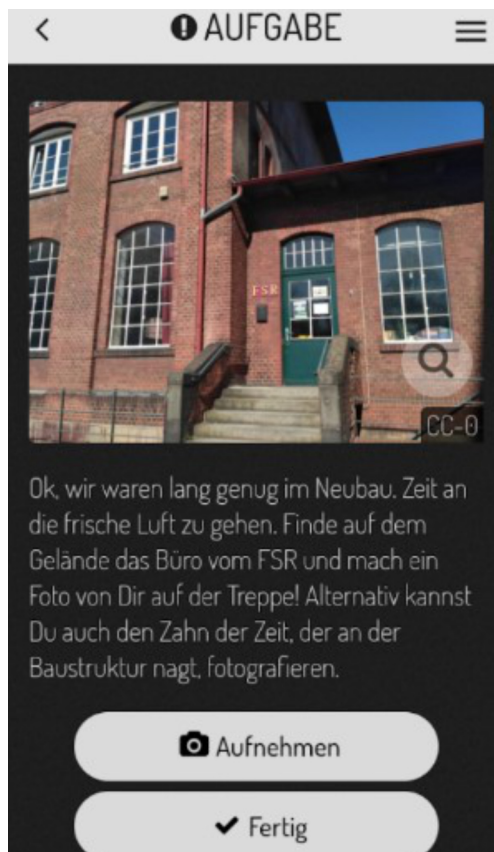 AUFGABE
FSR
CC-0
Ok, wir waren lang genug im Neubau. Zeit an
die frische Luft zu gehen. Finde auf dem
Gelände das Büro vom FSR und mach ein
Foto von Dir auf der Treppe! Alternativ kannst
Du auch den Zahn der Zeit, der an der
Baustruktur nagt, fotografieren.
Aufnehmen
Fertig